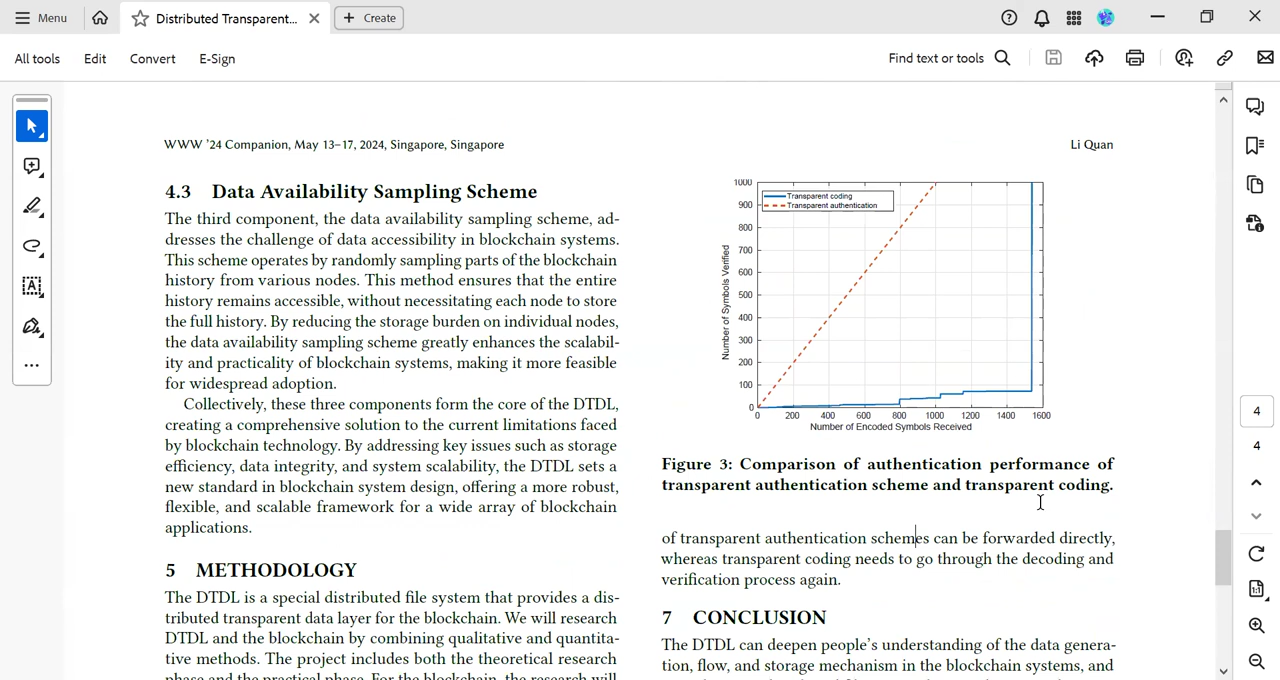 Menu
Distributed Transparent...
Create
All tools
Edit
Convert
E-Sign
Find text or tools
WWW '24 Companion, May 13–17, 2024, Singapore, Singapore
Li Quan
4.3 Data Availability Sampling Scheme
The third component, the data availability sampling scheme, ad-
dresses the challenge of data accessibility in blockchain systems.
This scheme operates by randomly sampling parts of the blockchain
history from various nodes. This method ensures that the entire
history remains accessible, without necessitating each node to store
the full history. By reducing the storage burden on individual nodes,
the data availability sampling scheme greatly enhances the scalabil-
ity and practicality of blockchain systems, making it more feasible
for widespread adoption.
Collectively, these three components form the core of the DTDL,
creating a comprehensive solution to the current limitations faced
by blockchain technology. By addressing key issues such as storage
efficiency, data integrity, and system scalability, the DTDL sets a
new standard in blockchain system design, offering a more robust,
flexible, and scalable framework for a wide array of blockchain
applications.
5 METHODOLOGY
The DTDL is a special distributed file system that provides a dis-
tributed transparent data layer for the blockchain. We will research
DTDL and the blockchain by combining qualitative and quantita-
tive methods. The project includes both the theoretical research
phase and the practical phase. For the blockchain, the research will
1000
900
800
700
600
500
400
300
200
100
0
Number of Symbols Verified
Transparent coding
Transparent authentication
0 200 400 600 800 1000 1200 1400 1600
Number of Encoded Symbols Received
Figure 3: Comparison of authentication performance of
transparent authentication scheme and transparent coding.
of transparent authentication schemes can be forwarded directly,
whereas transparent coding needs to go through the decoding and
verification process again.
7 CONCLUSION
The DTDL can deepen people's understanding of the data genera-
tion, flow, and storage mechanism in the blockchain systems, and
4
4
1:1